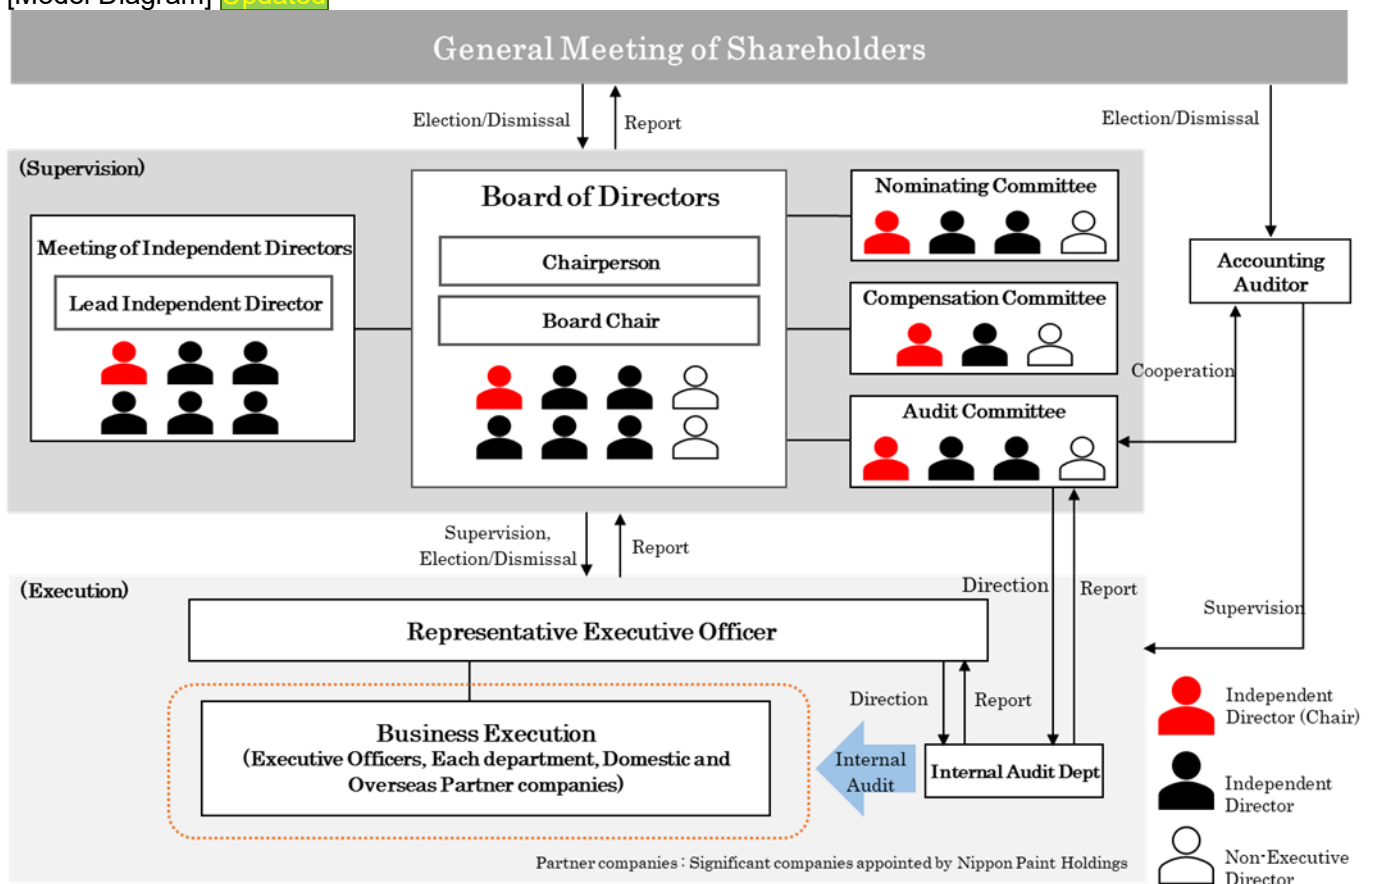 [Model Diagram] Updated
General Meeting of Shareholders
Election/Dismissal
Report
Election/Dismissal
(Supervision)
Meeting of Independent Directors
Lead Independent Director
Board of Directors
Chairperson
Board Chair
Nominating Committee
Compensation Committee
Audit Committee
Accounting
Auditor
Cooperation
Supervision,
Election/Dismissal
Report
Direction
Report
Supervision
(Execution)
Representative Executive Officer
Direction
Report
Business Execution
(Executive Officers, Each department, Domestic and
Overseas Partner companies)
Internal
Audit
Internal Audit Dept
Partner companies : Significant companies appointed by Nippon Paint Holdings
Independent
Director (Chair)
Independent
Director
Non-Executive
Director